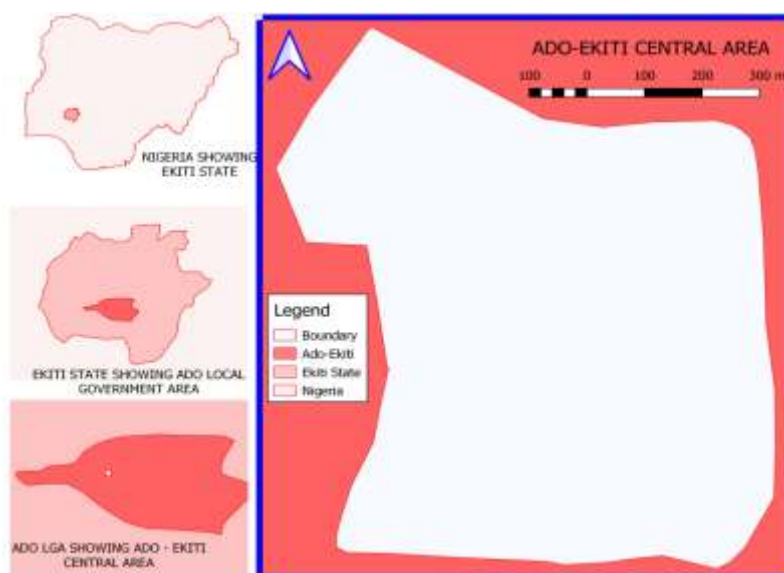 NIGERIA SHOWING
EKITI STATE
EKITI STATE SHOWING ADO LOCAL
GOVERNMENT AREA
ADO LGA SHOWING ADO - EKITI
CENTRAL AREA
ADO-EKITI CENTRAL AREA
100 0 100 200 300 m
Legend
Boundary
Ado-Ekiti
Ekiti State
Nigeria